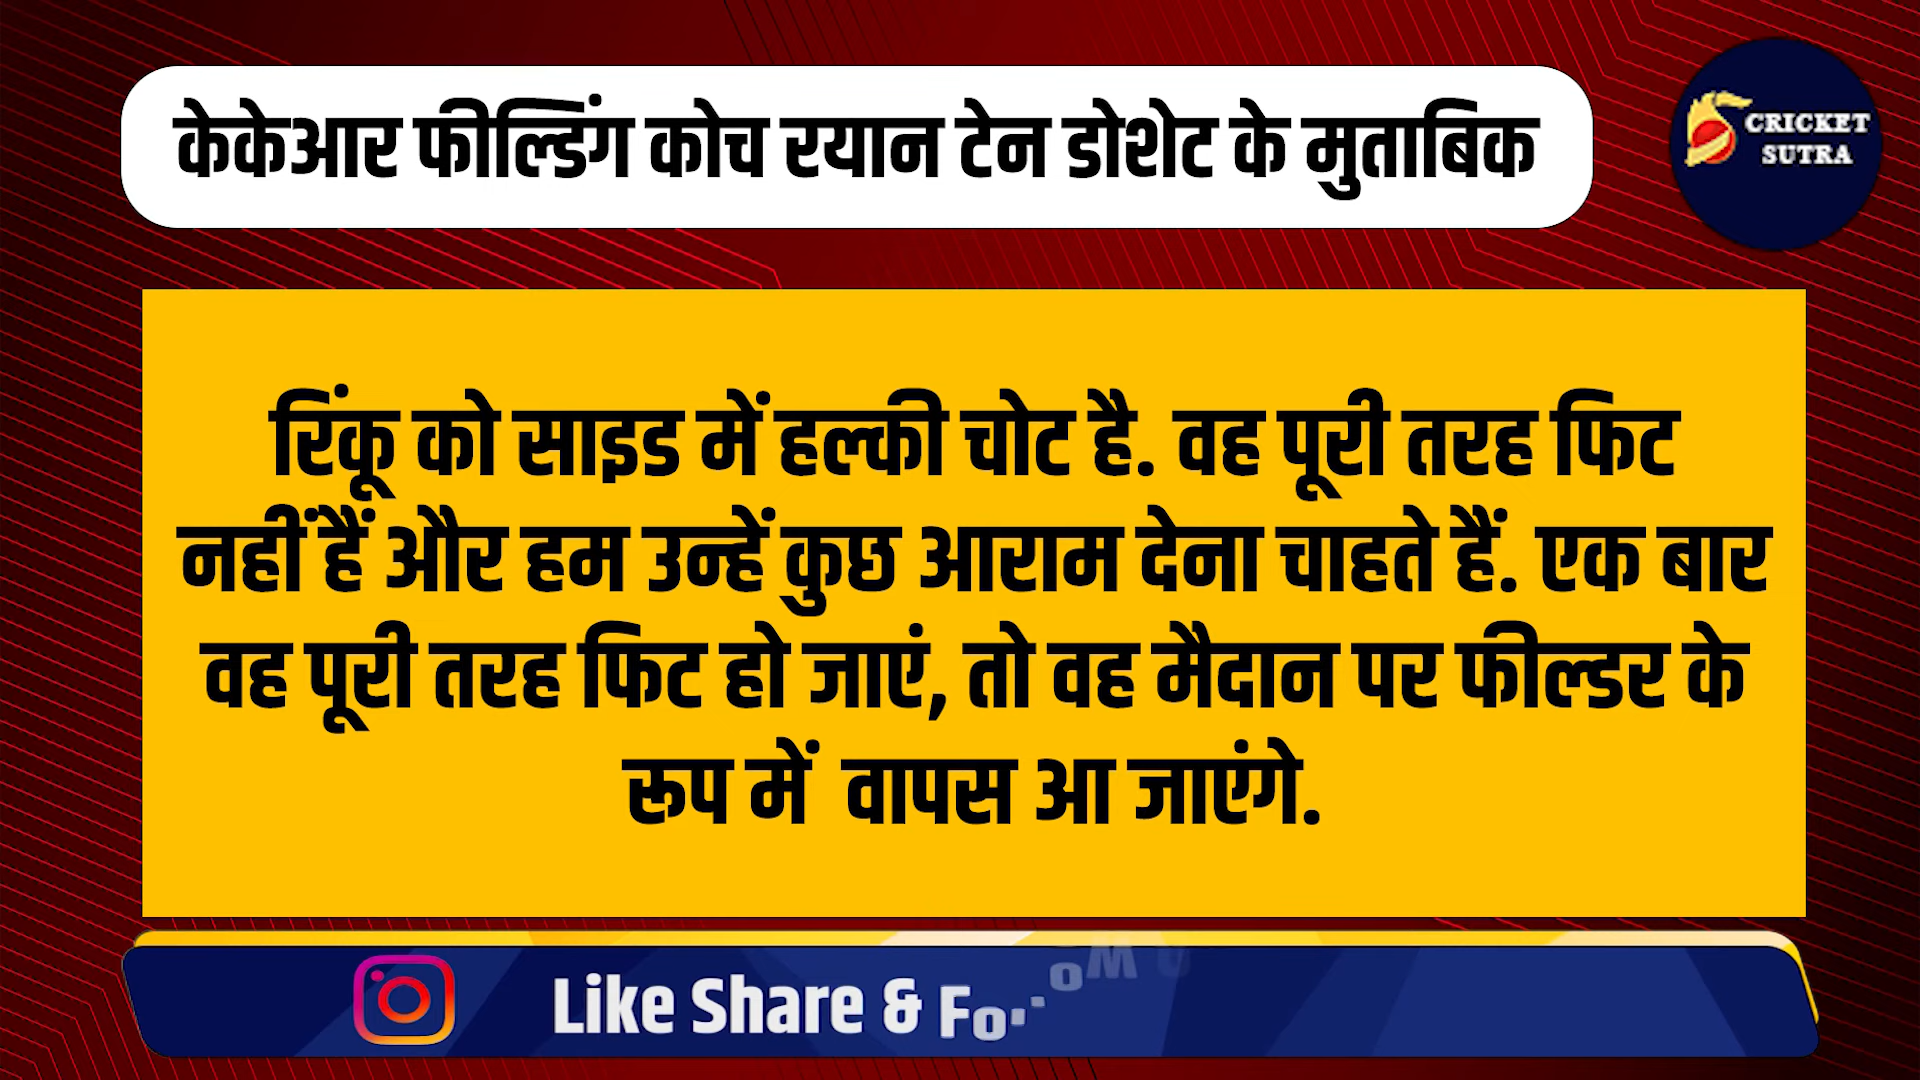 केकेआर फील्डिंग कोच रयान टेन डोशेट के मुताबिक
CRICKET
SUTRA
रिंकू को साइड में हल्की चोट है. वह पूरी तरह फिट
नहीं हैं और हम उन्हें कुछ आराम देना चाहते हैं. एक बार
वह पूरी तरह फिट हो जाएं, तो वह मैदान पर फील्डर के
रूप में वापस आ जाएंगे.
Like Share &